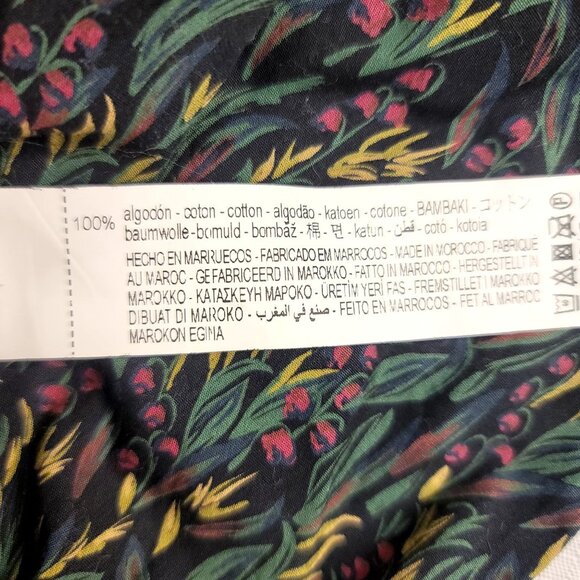 100% algodón - coton - cotton - algodão - katoen - cotone - ΒΑΜΒΑΚΙ - コットン
baumwolle - bomuld - bombaž - 棉 - 면 - katun - قطن - cotó - kotoia
HECHO EN MARRUECOS - FABRICADO EM MARROCOS - MADE IN MOROCCO - FABRIQUE
AU MAROC - GEFABRICEERD IN MAROKKO - FATTO IN MAROCCO - HERGESTELLT IN
MAROKKO - ΚΑΤΑΣΚΕΥΗ ΜΑΡΟΚΟ - ÜRETİM YERİ FAS - FREMSTILLET I MAROKKO
DIBUAT DI MAROKO - صنع في المغرب - FEITO EN MARROCOS - FET AL MARROC
MAROKON EGINA